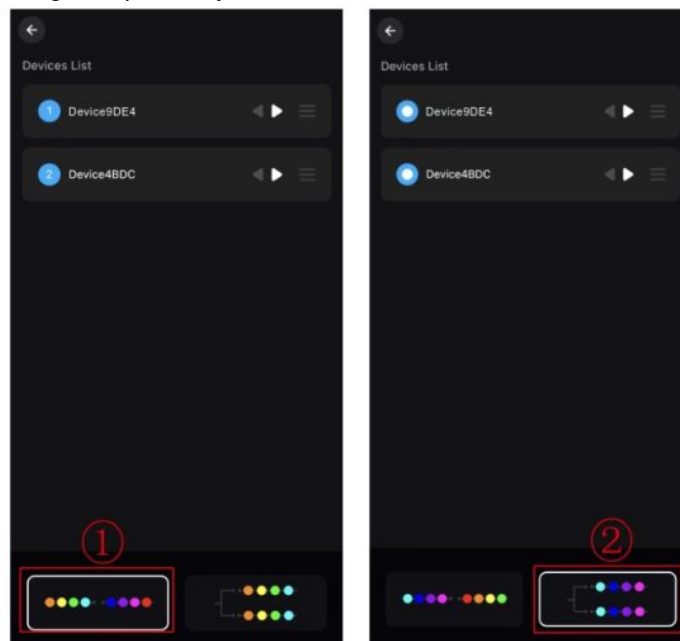 Devices List
1 Device9DE4
2 Device4BDC
①
Devices List
Device9DE4
Device4BDC
②